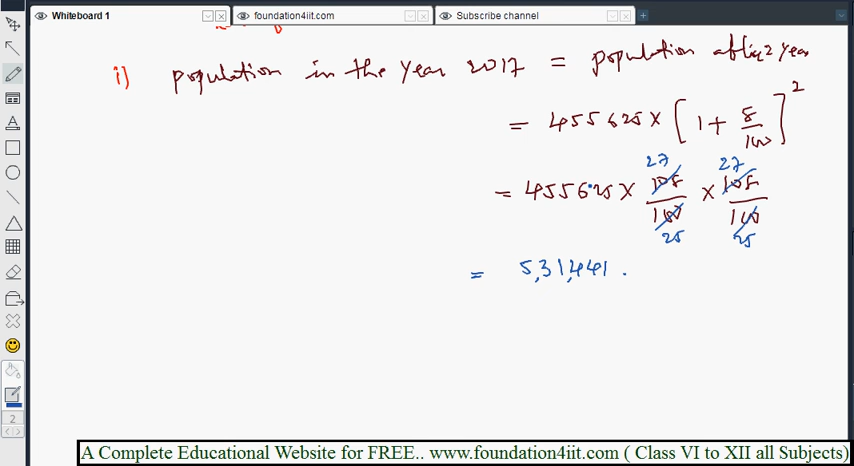 Whiteboard 1
foundation4iit.com
Subscribe channel
i) population in the year 2017 = population after 2 year
= 455625 × [1 + 8/100]²
27 27
= 455625 × 108/100 × 108/100
25 25
= 5,31,441 .
2
A Complete Educational Website for FREE.. www.foundation4iit.com ( Class VI to XII all Subjects)